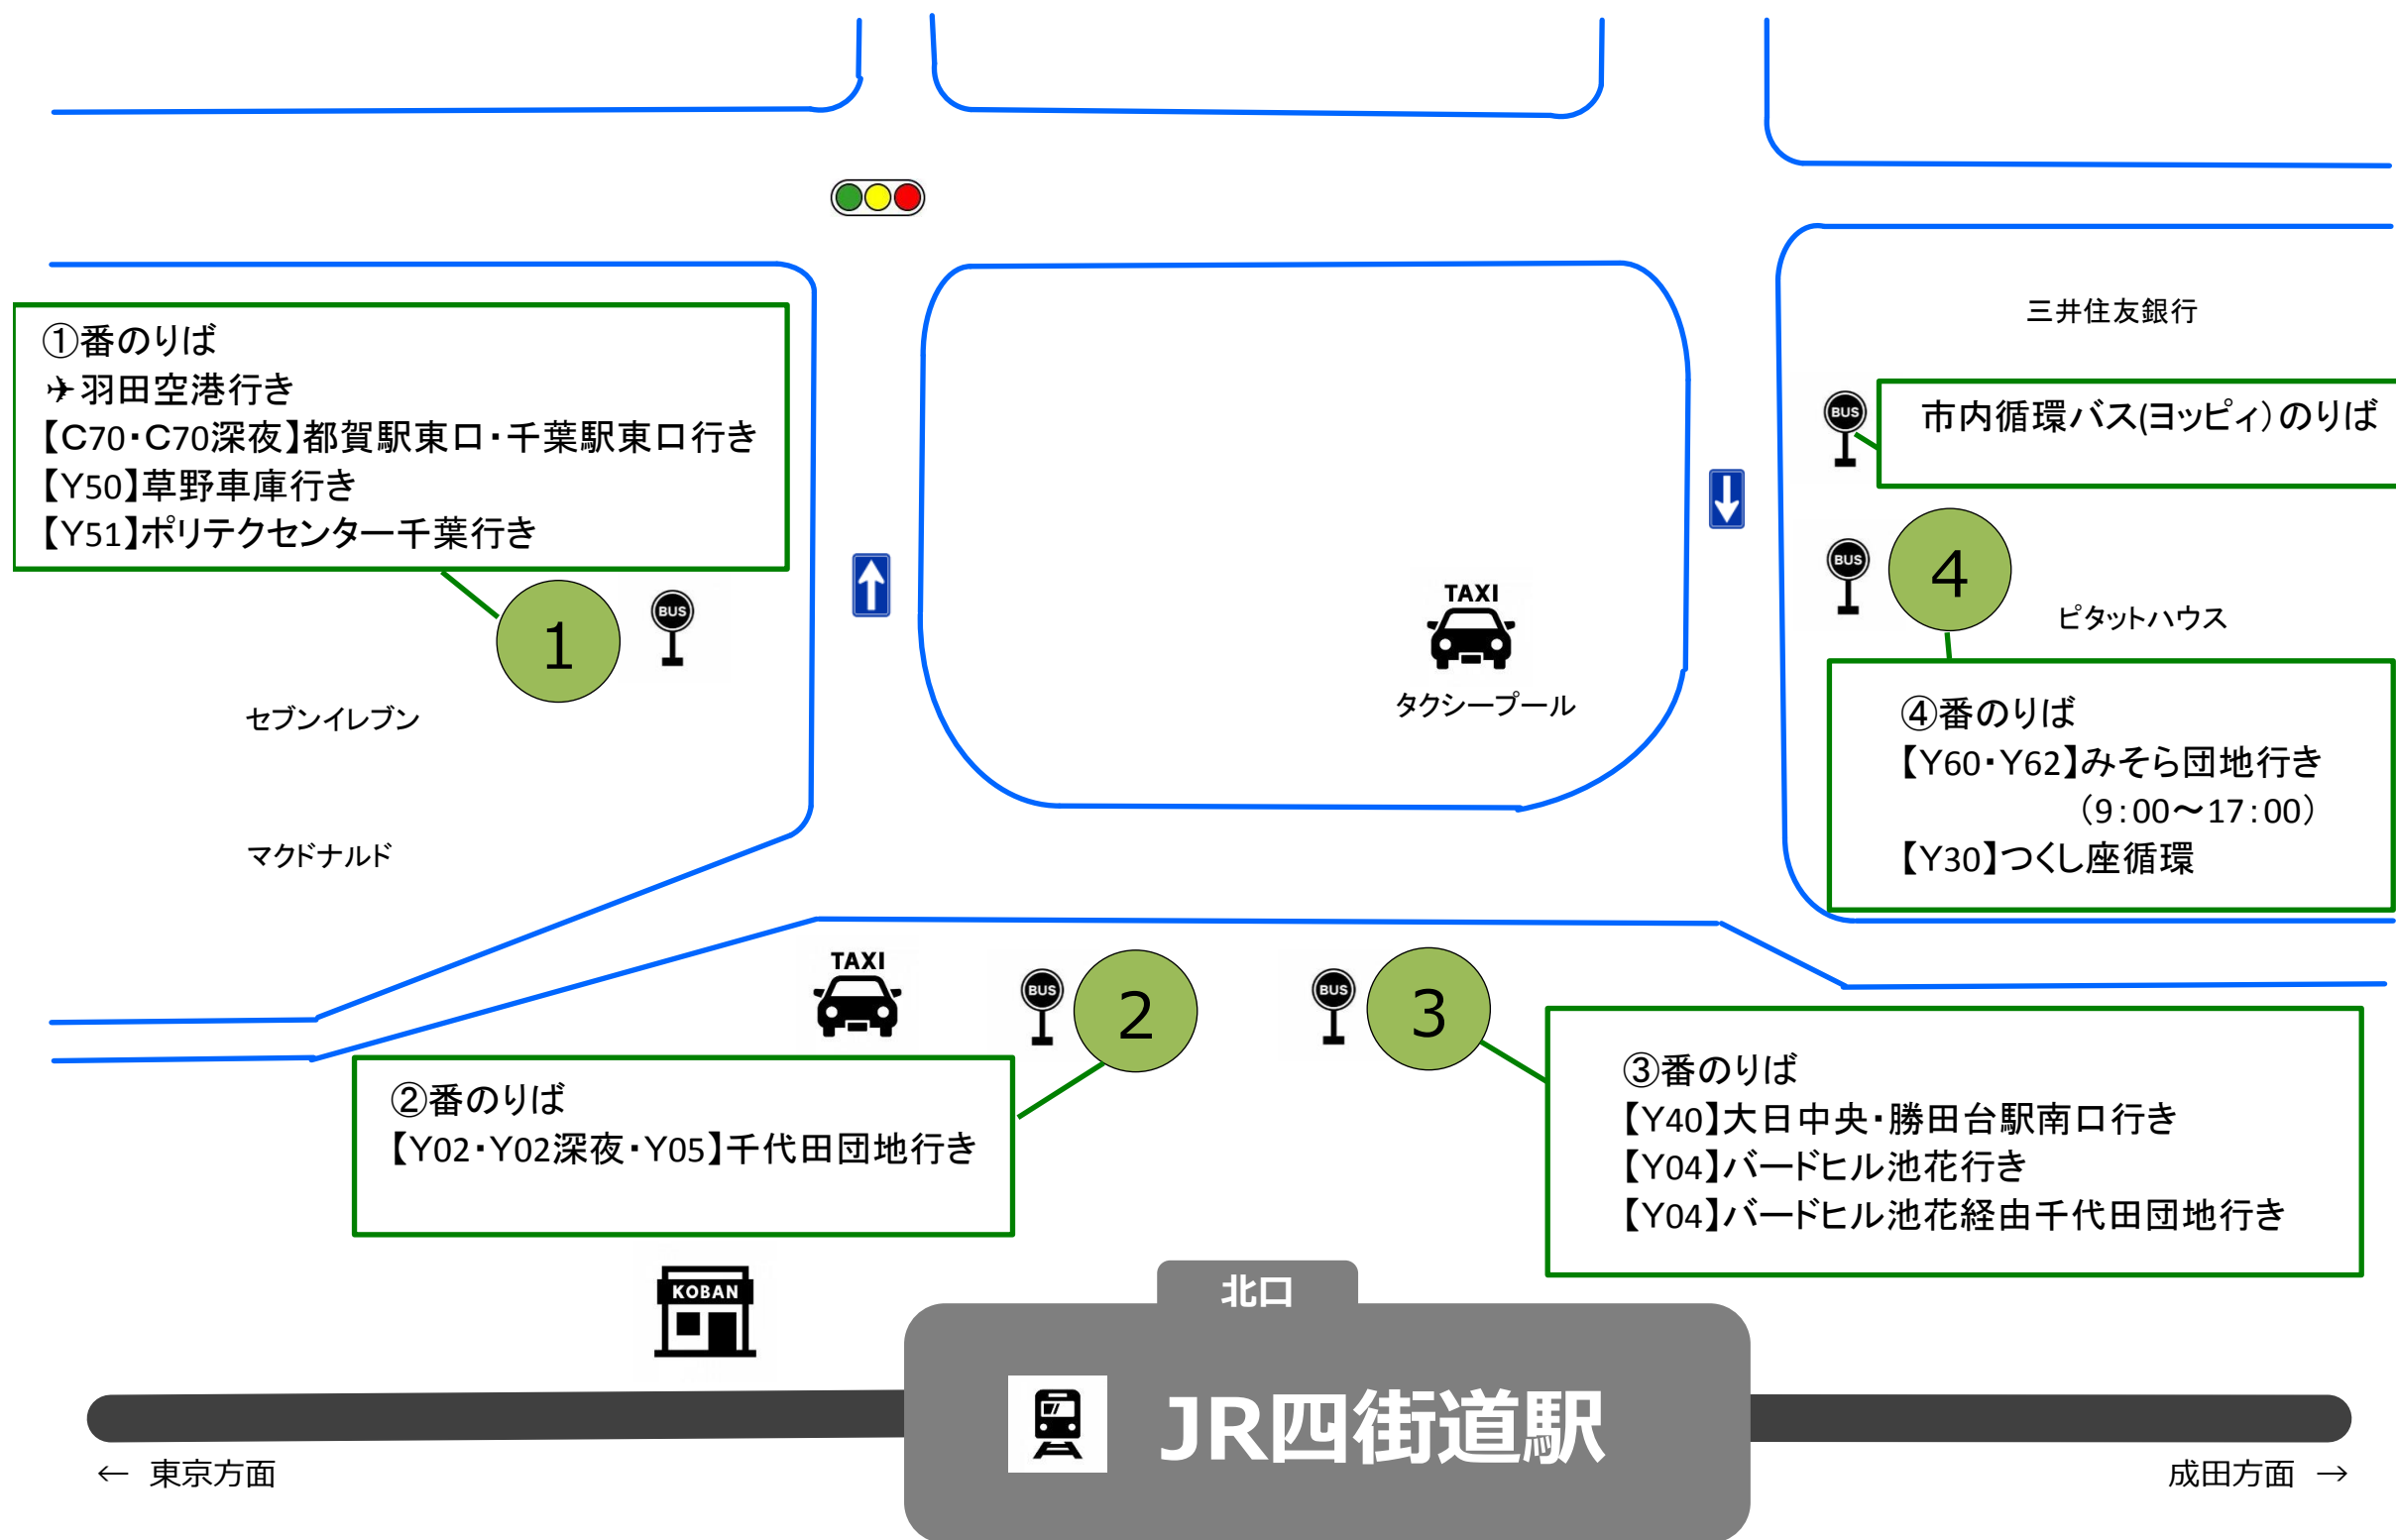 三井住友銀行
①番のりば
✈羽田空港行き
【C70・C70深夜】都賀駅東口・千葉駅東口行き
【Y50】草野車庫行き
【Y51】ポリテクセンター千葉行き
BUS
市内循環バス(ヨッピィ)のりば
BUS
4
1
BUS
TAXI
タクシープール
ピタットハウス
セブンイレブン
マクドナルド
④番のりば
【Y60・Y62】みそら団地行き
（9：00～17：00）
【Y30】つくし座循環
TAXI
BUS
2
BUS
3
②番のりば
【Y02・Y02深夜・Y05】千代田団地行き
③番のりば
【Y40】大日中央・勝田台駅南口行き
【Y04】バードヒル池花行き
【Y04】バードヒル池花経由千代田団地行き
KOBAN
北口
JR四街道駅
← 東京方面
成田方面 →